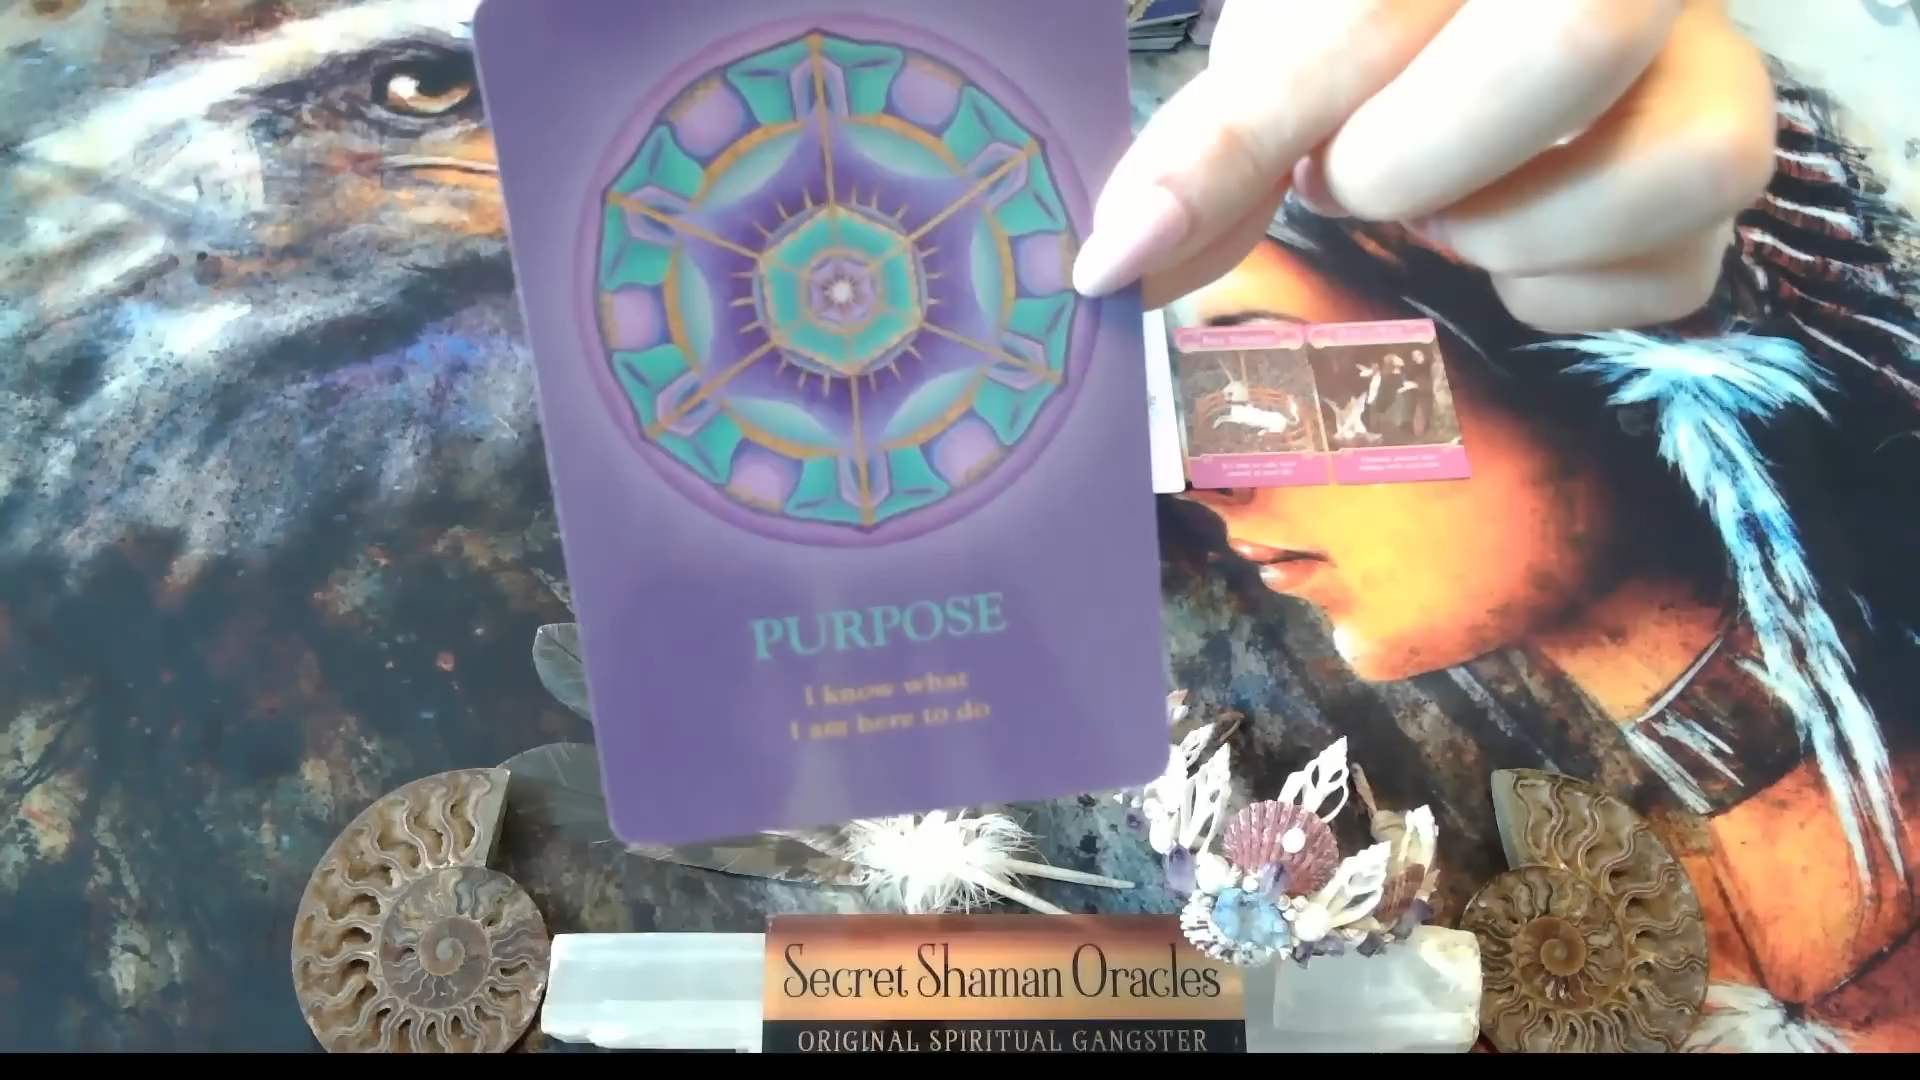 PURPOSE
I know what
I am here to do
Secret Shaman Oracles
ORIGINAL SPIRITUAL GANGSTER